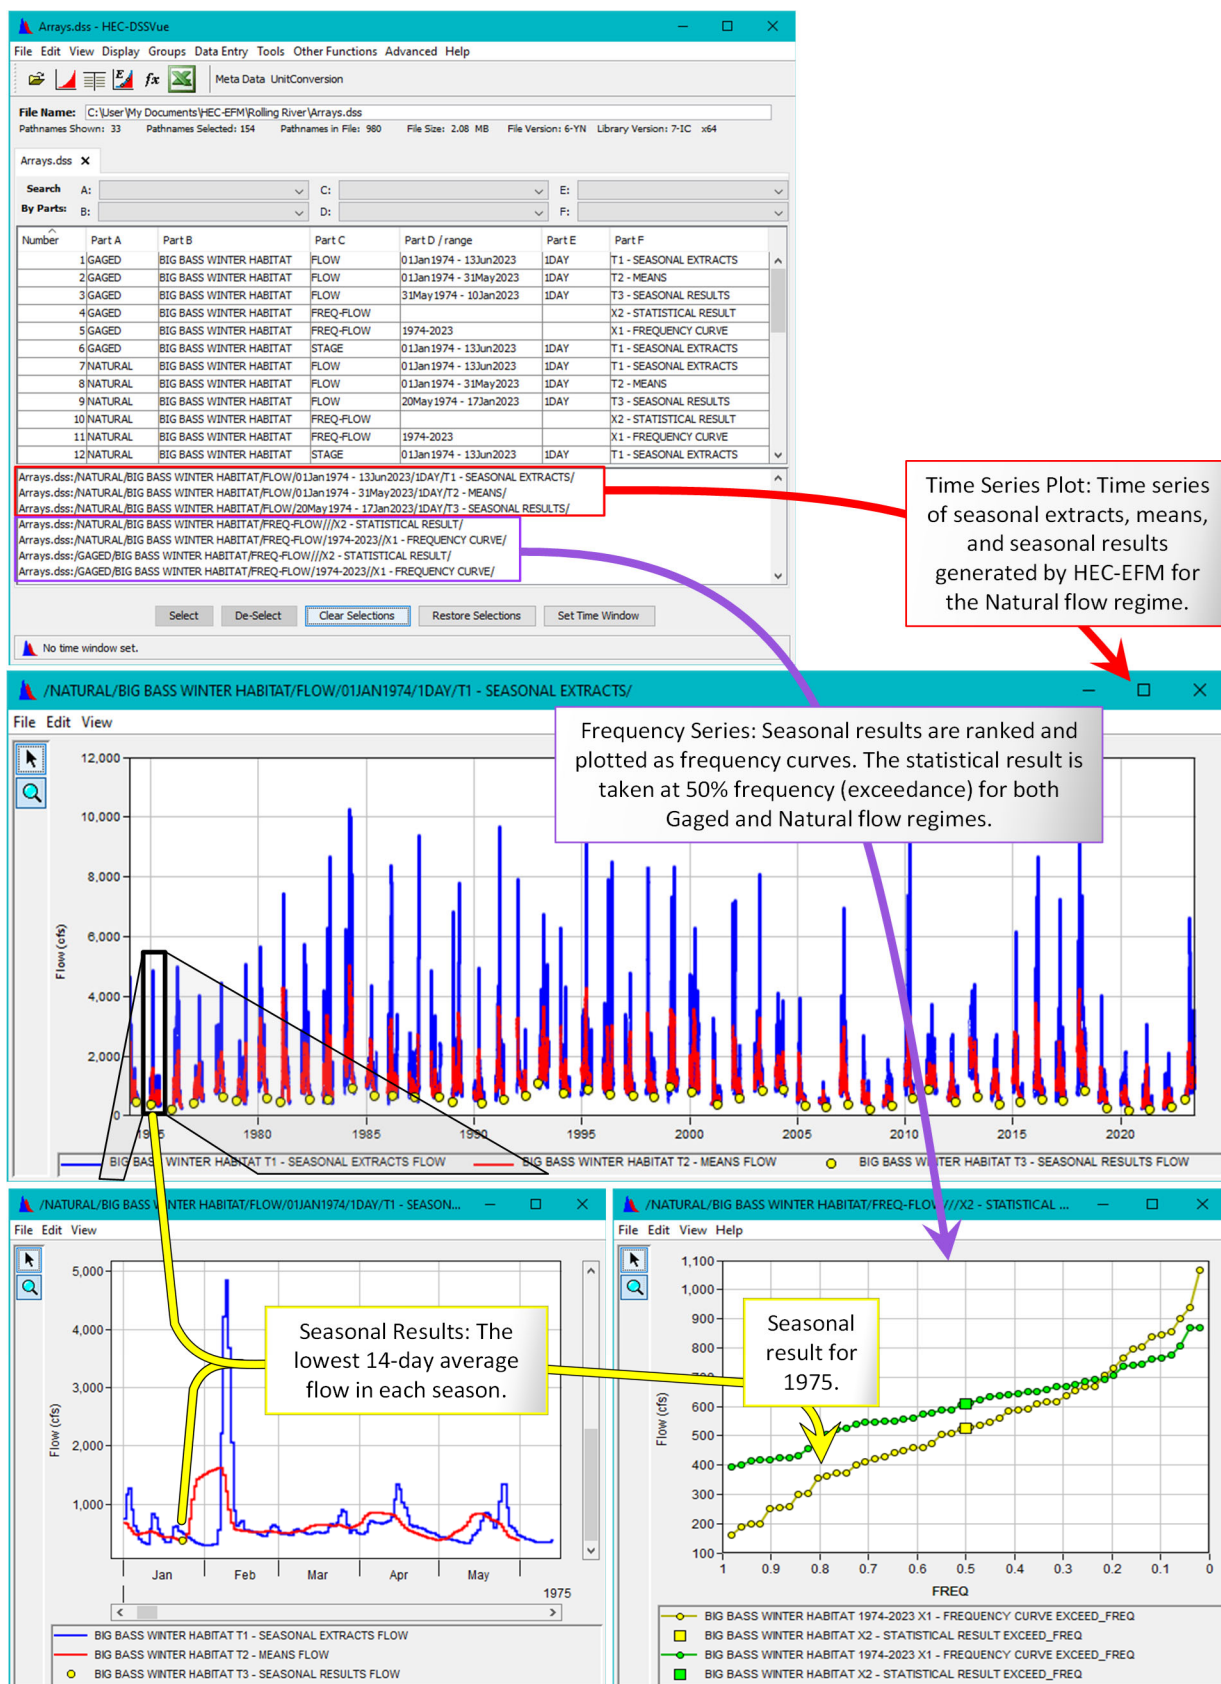 Arrays.dss - HEC-DSSVue
File Edit View Display Groups Data Entry Tools Other Functions Advanced Help
fx Meta Data UnitConversion
File Name: C:\User\My Documents\HEC-EFM\Rolling River\Arrays.dss
Pathnames Shown: 33 Pathnames Selected: 154 Pathnames in File: 980 File Size: 2.08 MB File Version: 6-YN Library Version: 7-IC x64
Arrays.dss
Search A: C: E:
By Parts: B: D: F:
Number Part A Part B Part C Part D / range Part E Part F
1 GAGED BIG BASS WINTER HABITAT FLOW 01Jan1974 - 13Jun2023 1DAY T1 - SEASONAL EXTRACTS
2 GAGED BIG BASS WINTER HABITAT FLOW 01Jan1974 - 31May2023 1DAY T2 - MEANS
3 GAGED BIG BASS WINTER HABITAT FLOW 31May1974 - 10Jan2023 1DAY T3 - SEASONAL RESULTS
4 GAGED BIG BASS WINTER HABITAT FREQ-FLOW X2 - STATISTICAL RESULT
5 GAGED BIG BASS WINTER HABITAT FREQ-FLOW 1974-2023 X1 - FREQUENCY CURVE
6 GAGED BIG BASS WINTER HABITAT STAGE 01Jan1974 - 13Jun2023 1DAY T1 - SEASONAL EXTRACTS
7 NATURAL BIG BASS WINTER HABITAT FLOW 01Jan1974 - 13Jun2023 1DAY T1 - SEASONAL EXTRACTS
8 NATURAL BIG BASS WINTER HABITAT FLOW 01Jan1974 - 31May2023 1DAY T2 - MEANS
9 NATURAL BIG BASS WINTER HABITAT FLOW 20May1974 - 17Jan2023 1DAY T3 - SEASONAL RESULTS
10 NATURAL BIG BASS WINTER HABITAT FREQ-FLOW X2 - STATISTICAL RESULT
11 NATURAL BIG BASS WINTER HABITAT FREQ-FLOW 1974-2023 X1 - FREQUENCY CURVE
12 NATURAL BIG BASS WINTER HABITAT STAGE 01Jan1974 - 13Jun2023 1DAY T1 - SEASONAL EXTRACTS
Arrays.dss:/NATURAL/BIG BASS WINTER HABITAT/FLOW/01Jan1974 - 13Jun2023/1DAY/T1 - SEASONAL EXTRACTS/
Arrays.dss:/NATURAL/BIG BASS WINTER HABITAT/FLOW/01Jan1974 - 31May2023/1DAY/T2 - MEANS/
Arrays.dss:/NATURAL/BIG BASS WINTER HABITAT/FLOW/20May1974 - 17Jan2023/1DAY/T3 - SEASONAL RESULTS/
Arrays.dss:/NATURAL/BIG BASS WINTER HABITAT/FREQ-FLOW///X2 - STATISTICAL RESULT/
Arrays.dss:/NATURAL/BIG BASS WINTER HABITAT/FREQ-FLOW/1974-2023//X1 - FREQUENCY CURVE/
Arrays.dss:/GAGED/BIG BASS WINTER HABITAT/FREQ-FLOW///X2 - STATISTICAL RESULT/
Arrays.dss:/GAGED/BIG BASS WINTER HABITAT/FREQ-FLOW/1974-2023//X1 - FREQUENCY CURVE/
Select De-Select Clear Selections Restore Selections Set Time Window
No time window set.
Time Series Plot: Time series
of seasonal extracts, means,
and seasonal results
generated by HEC-EFM for
the Natural flow regime.
/NATURAL/BIG BASS WINTER HABITAT/FLOW/01JAN1974/1DAY/T1 - SEASONAL EXTRACTS/
File Edit View
Frequency Series: Seasonal results are ranked and
plotted as frequency curves. The statistical result is
taken at 50% frequency (exceedance) for both
Gaged and Natural flow regimes.
Flow (cfs)
12,000
10,000
8,000
6,000
4,000
2,000
0
1975 1980 1985 1990 1995 2000 2005 2010 2015 2020
BIG BASS WINTER HABITAT T1 - SEASONAL EXTRACTS FLOW BIG BASS WINTER HABITAT T2 - MEANS FLOW BIG BASS WINTER HABITAT T3 - SEASONAL RESULTS FLOW
/NATURAL/BIG BASS WINTER HABITAT/FLOW/01JAN1974/1DAY/T1 - SEASON...
File Edit View
Flow (cfs)
5,000
4,000
3,000
2,000
1,000
Seasonal Results: The
lowest 14-day average
flow in each season.
Jan Feb Mar Apr May
1975
BIG BASS WINTER HABITAT T1 - SEASONAL EXTRACTS FLOW
BIG BASS WINTER HABITAT T2 - MEANS FLOW
BIG BASS WINTER HABITAT T3 - SEASONAL RESULTS FLOW
/NATURAL/BIG BASS WINTER HABITAT/FREQ-FLOW///X2 - STATISTICAL ...
File Edit View Help
Flow (cfs)
1,100
1,000
900
800
700
600
500
400
300
200
100
Seasonal
result for
1975.
1 0.9 0.8 0.7 0.6 0.5 0.4 0.3 0.2 0.1 0
FREQ
BIG BASS WINTER HABITAT 1974-2023 X1 - FREQUENCY CURVE EXCEED_FREQ
BIG BASS WINTER HABITAT X2 - STATISTICAL RESULT EXCEED_FREQ
BIG BASS WINTER HABITAT 1974-2023 X1 - FREQUENCY CURVE EXCEED_FREQ
BIG BASS WINTER HABITAT X2 - STATISTICAL RESULT EXCEED_FREQ